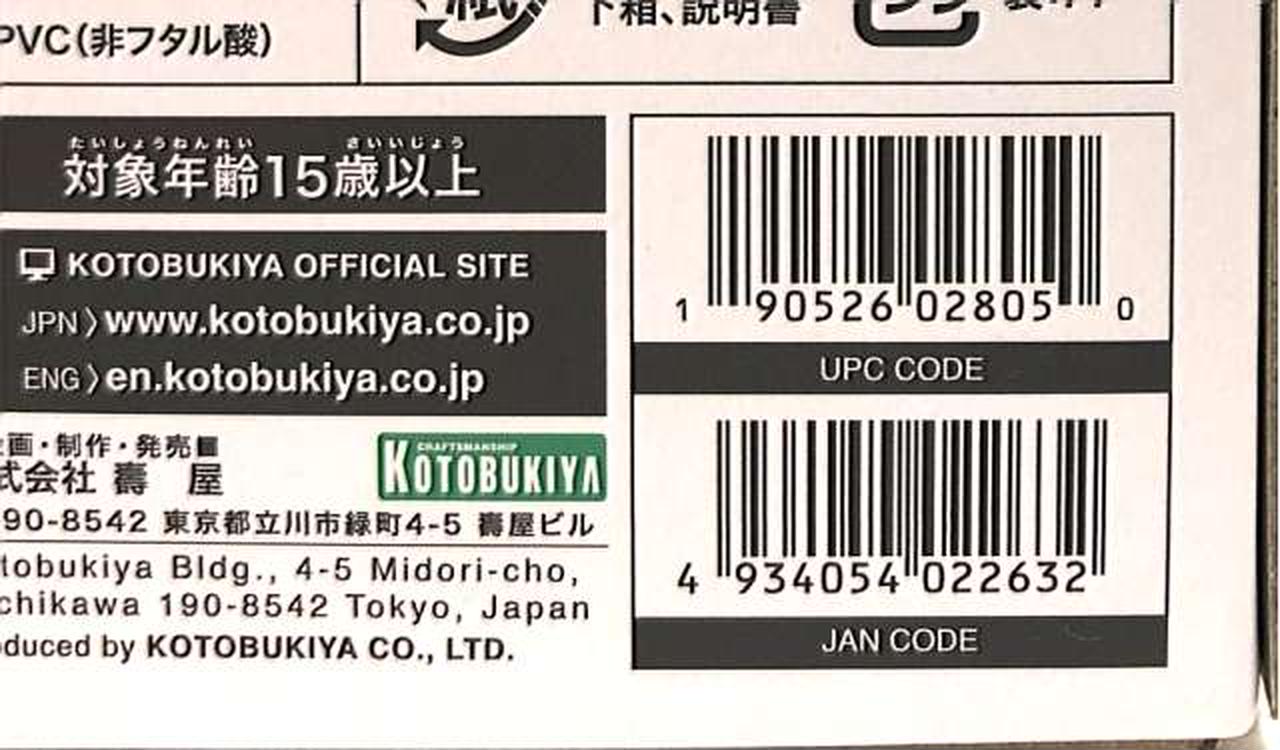 PVC(非フタル酸)
紙
下箱、説明書
たいしょうねんれい さいいじょう
対象年齢15歳以上
KOTOBUKIYA OFFICIAL SITE
JPN〉www.kotobukiya.co.jp
ENG〉en.kotobukiya.co.jp
画・制作・発売■
式会社 壽 屋
CRAFTSMANSHIP
KOTOBUKIYA
90-8542 東京都立川市緑町4-5 壽屋ビル
tobukiya Bldg., 4-5 Midori-cho,
chikawa 190-8542 Tokyo, Japan
oduced by KOTOBUKIYA CO., LTD.
1 90526 02805 0
UPC CODE
4 934054 022632
JAN CODE